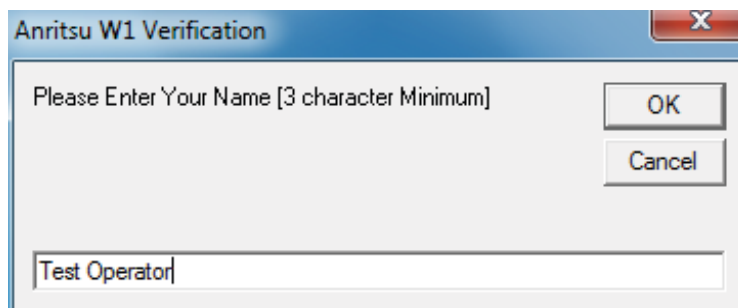 Anritsu W1 Verification
Please Enter Your Name [3 character Minimum]
OK
Cancel
Test Operator